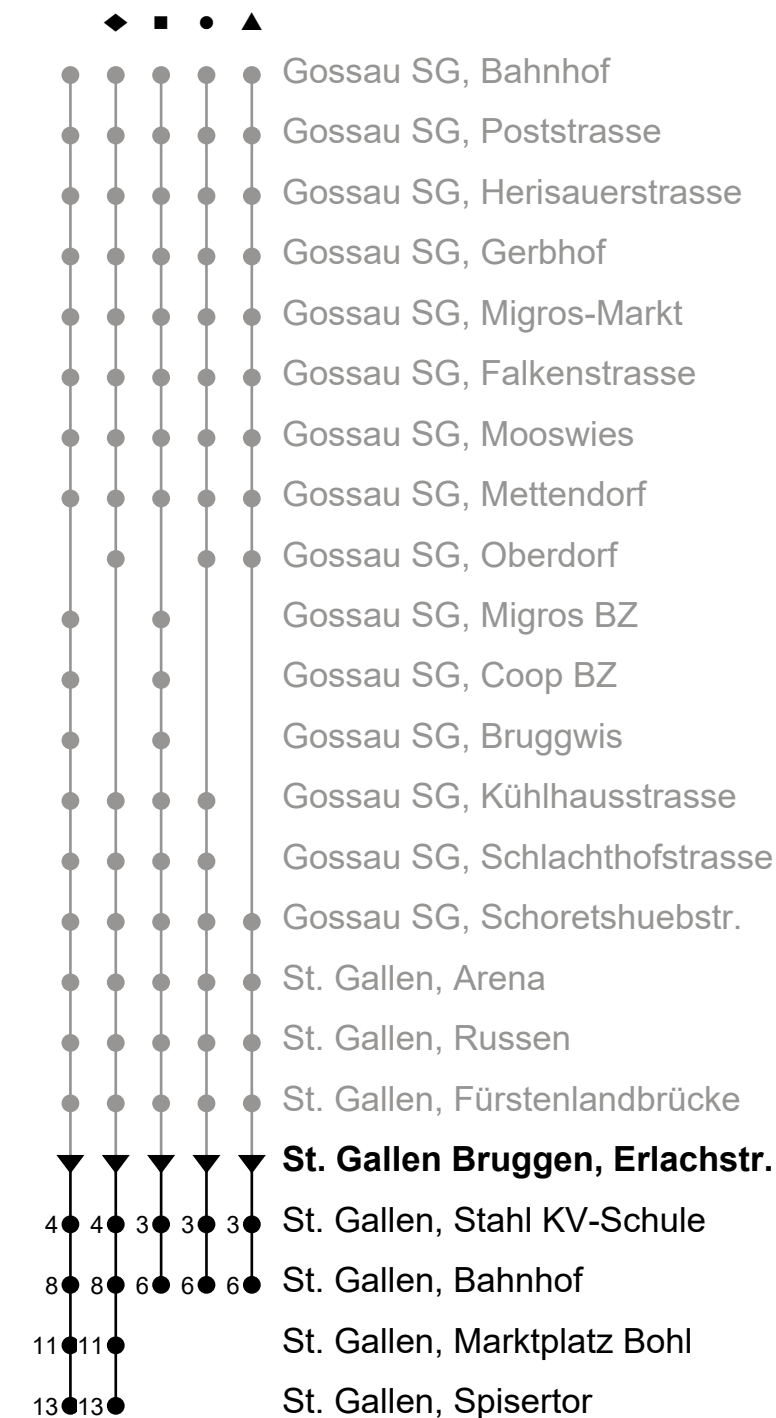 Gossau SG, Bahnhof
Gossau SG, Poststrasse
Gossau SG, Herisauerstrasse
Gossau SG, Gerbhof
Gossau SG, Migros-Markt
Gossau SG, Falkenstrasse
Gossau SG, Mooswies
Gossau SG, Mettendorf
Gossau SG, Oberdorf
Gossau SG, Migros BZ
Gossau SG, Coop BZ
Gossau SG, Bruggwis
Gossau SG, Kühlhausstrasse
Gossau SG, Schlachthofstrasse
Gossau SG, Schoretshuebstr.
St. Gallen, Arena
St. Gallen, Russen
St. Gallen, Fürstenlandbrücke
St. Gallen Bruggen, Erlachstr.
4 4 3 3 3 St. Gallen, Stahl KV-Schule
8 8 6 6 6 St. Gallen, Bahnhof
11 11 St. Gallen, Marktplatz Bohl
13 13 St. Gallen, Spisertor